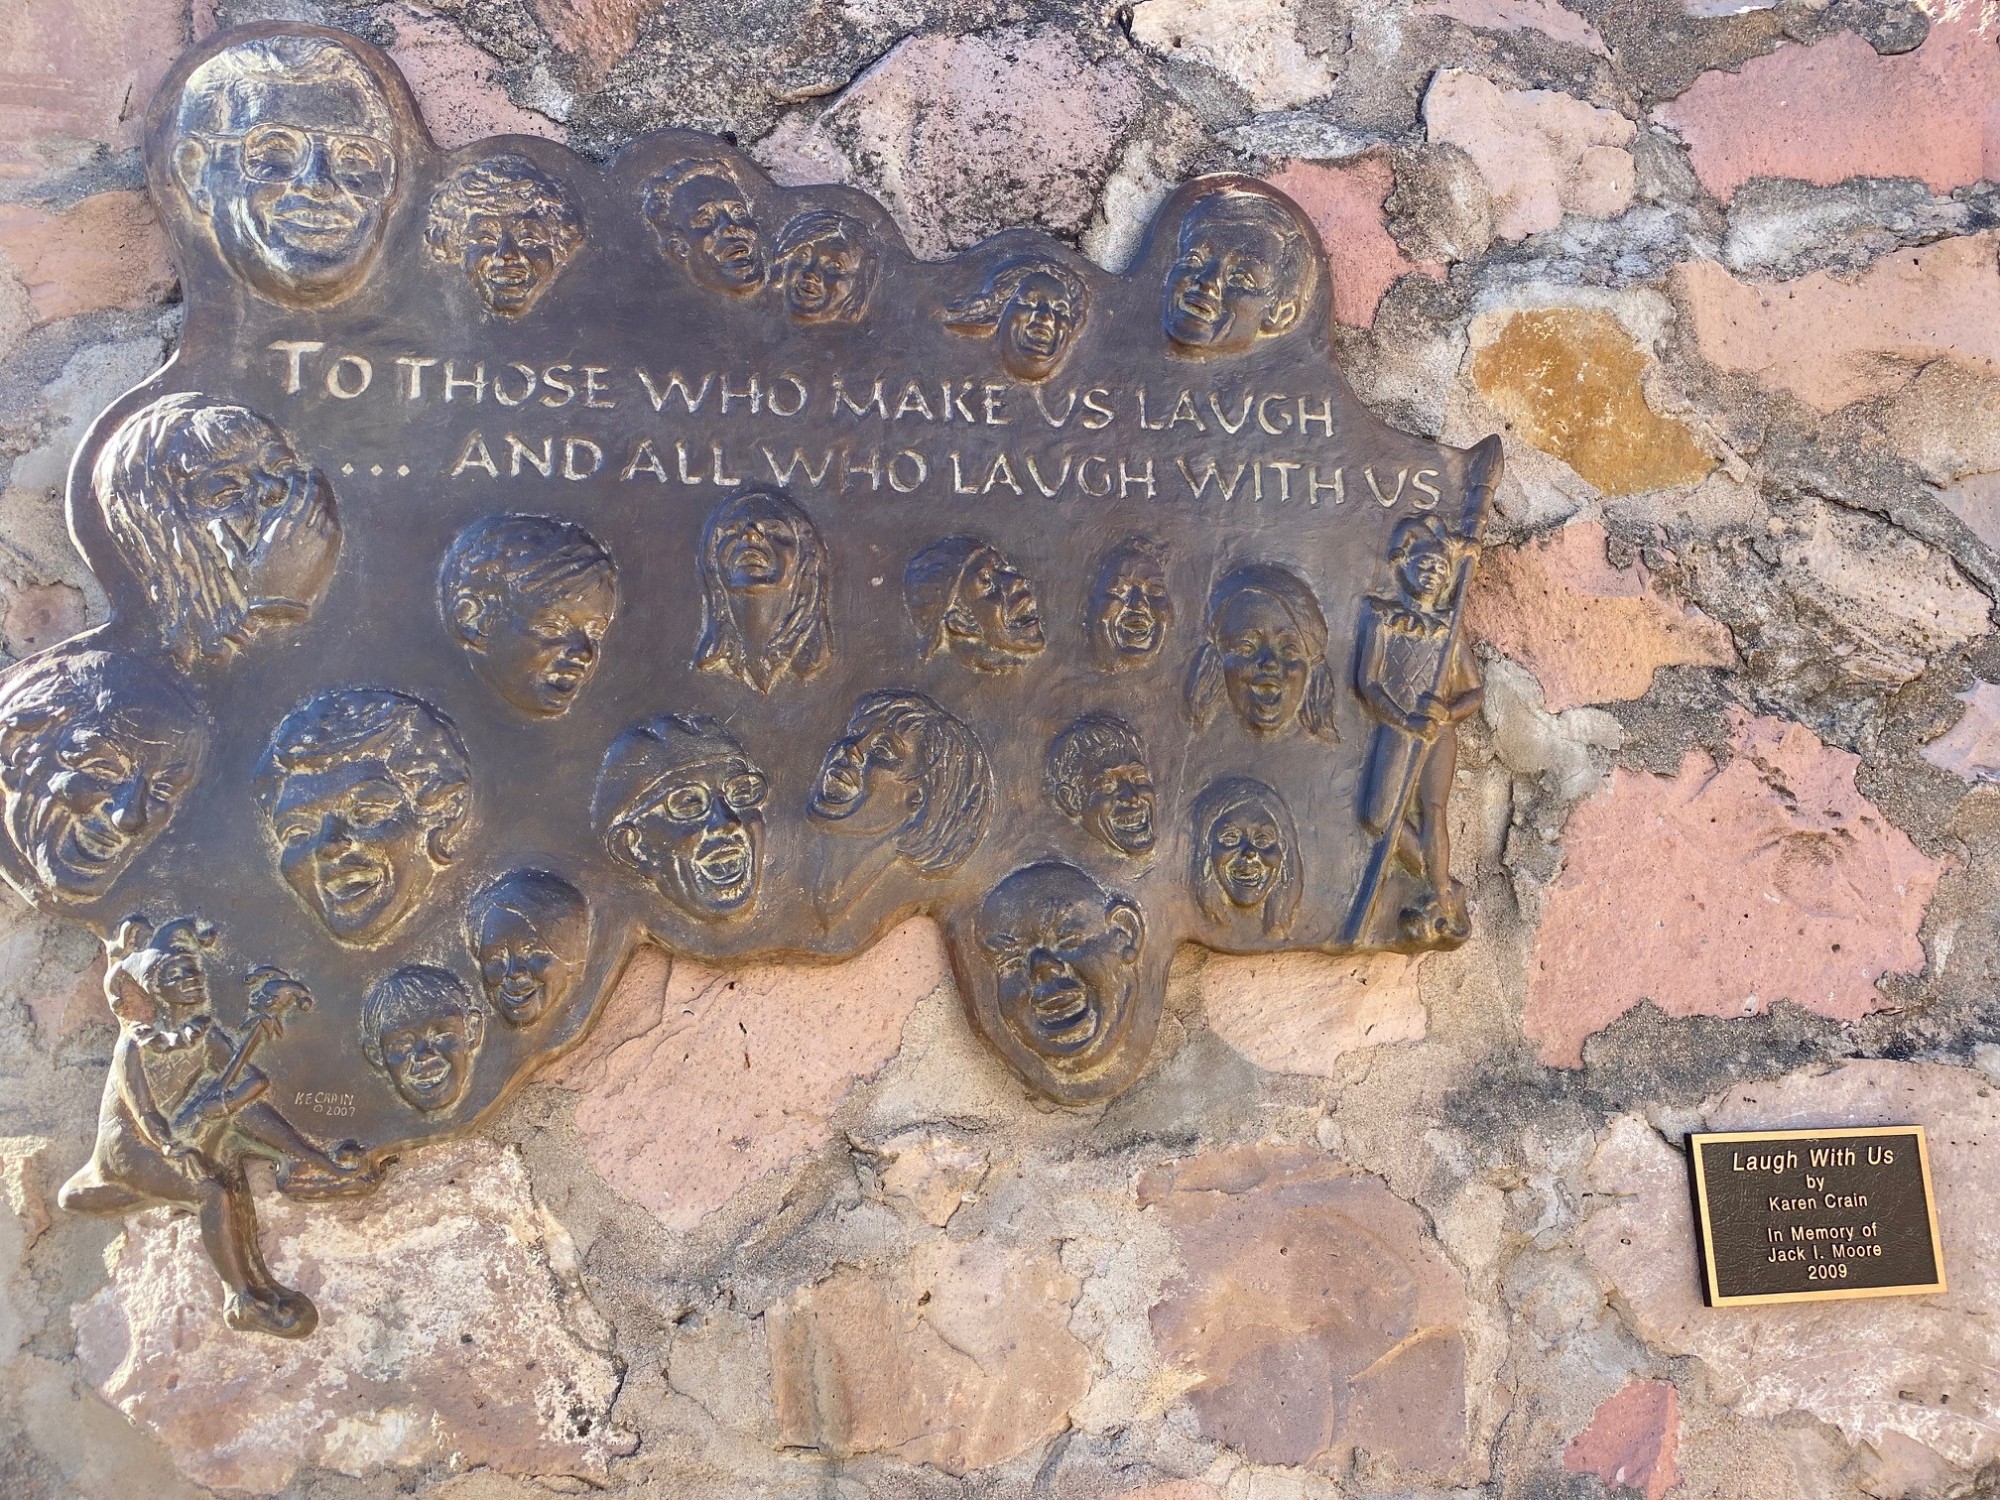 TO THOSE WHO MAKE US LAUGH
... AND ALL WHO LAUGH WITH US
KE CRAIN
© 2007
Laugh With Us
by
Karen Crain
In Memory of
Jack I. Moore
2009